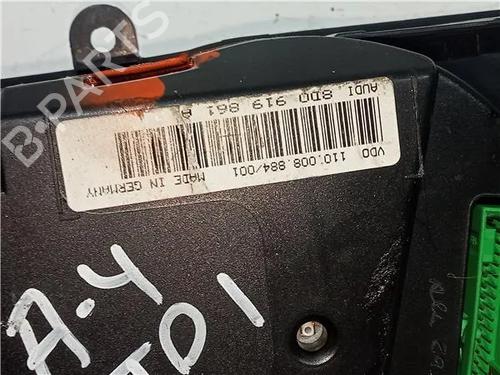 AUDI 8D0 919 861 A
VDO 110.008.884/001
MADE IN GERMANY
A.4
TDI
B-PARTS